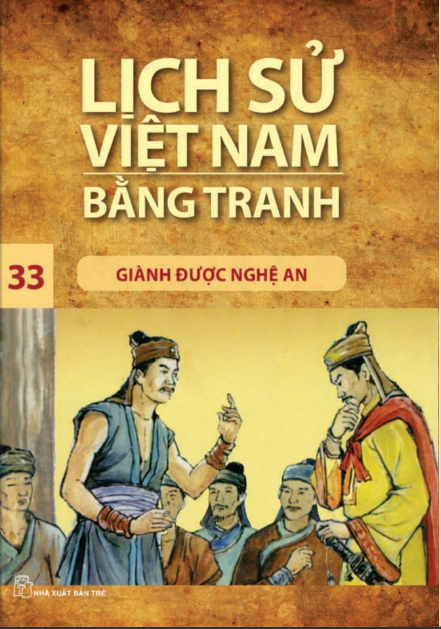 LỊCH SỬ
VIỆT NAM
BẰNG TRANH
33
GIÀNH ĐƯỢC NGHỆ AN
NHÀ XUẤT BẢN TRẺ